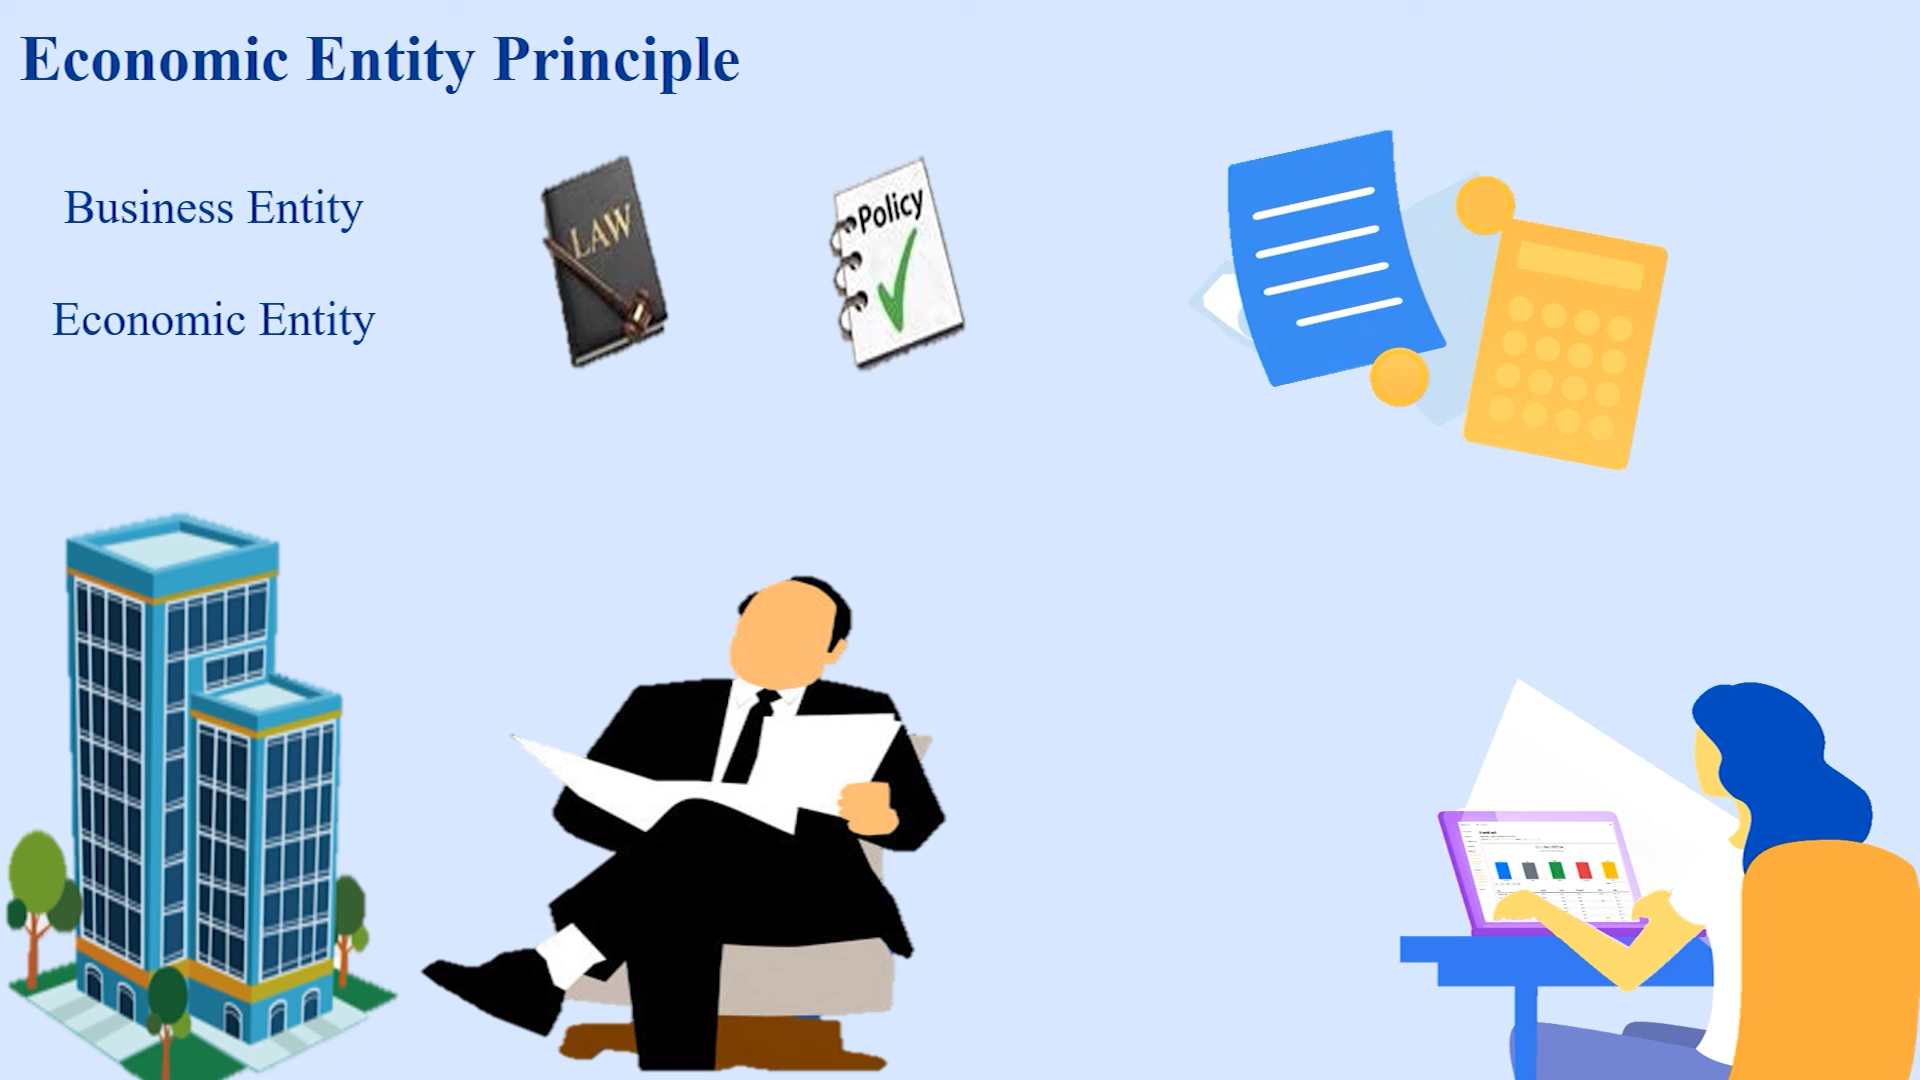 Economic Entity Principle
Business Entity
Economic Entity
LAW
Policy